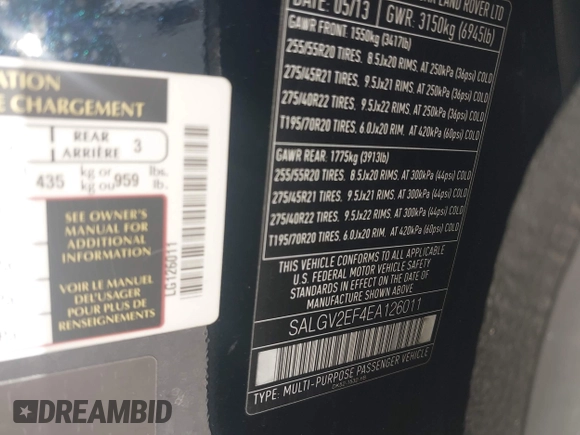 ATION
E CHARGEMENT
REAR
ARRIÈRE 3
435 kg or kg ou 959 lbs. lb.
SEE OWNER'S
MANUAL FOR
ADDITIONAL
INFORMATION
VOIR LE MANUEL
DEL'USAGER
POUR PLUS DE
RENSEIGNEMENTS
LG126011
DATE: 05/13 GWR: 3150kg (6945lb)
LAND ROVER LTD
GAWR FRONT: 1550kg (3417lb)
255/55R20 TIRES, 8.5Jx20 RIMS, AT 250kPa (36psi) COLD
275/45R21 TIRES, 9.5Jx21 RIMS, AT 250kPa (36psi) COLD
275/40R22 TIRES, 9.5Jx22 RIMS, AT 250kPa (36psi) COLD
T195/70R20 TIRES, 6.0Jx20 RIM, AT 420kPa (60psi) COLD
GAWR REAR: 1775kg (3913lb)
255/55R20 TIRES, 8.5Jx20 RIMS, AT 300kPa (44psi) COLD
275/45R21 TIRES, 9.5Jx21 RIMS, AT 300kPa (44psi) COLD
275/40R22 TIRES, 9.5Jx22 RIMS, AT 300kPa (44psi) COLD
T195/70R20 TIRES, 6.0Jx20 RIM, AT 420kPa (60psi) COLD
THIS VEHICLE CONFORMS TO ALL APPLICABLE
U.S. FEDERAL MOTOR VEHICLE SAFETY
STANDARDS IN EFFECT ON THE DATE OF
MANUFACTURE SHOWN ABOVE.
SALGV2EF4EA126011
TYPE: MULTI-PURPOSE PASSENGER VEHICLE
DREAMBID